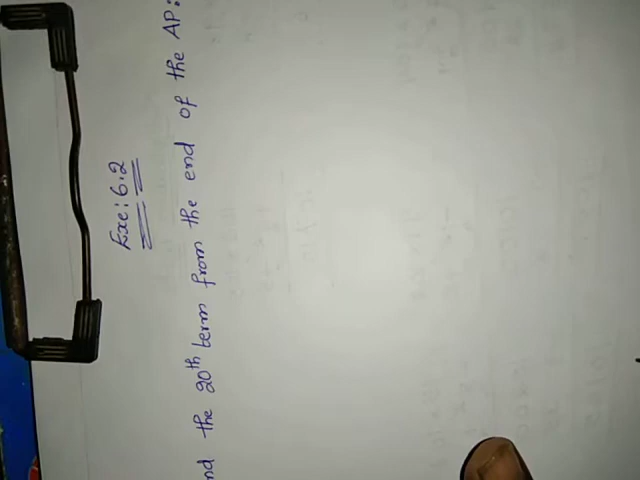 Exe: 6.2
nd the 20th term from the end of the AP: